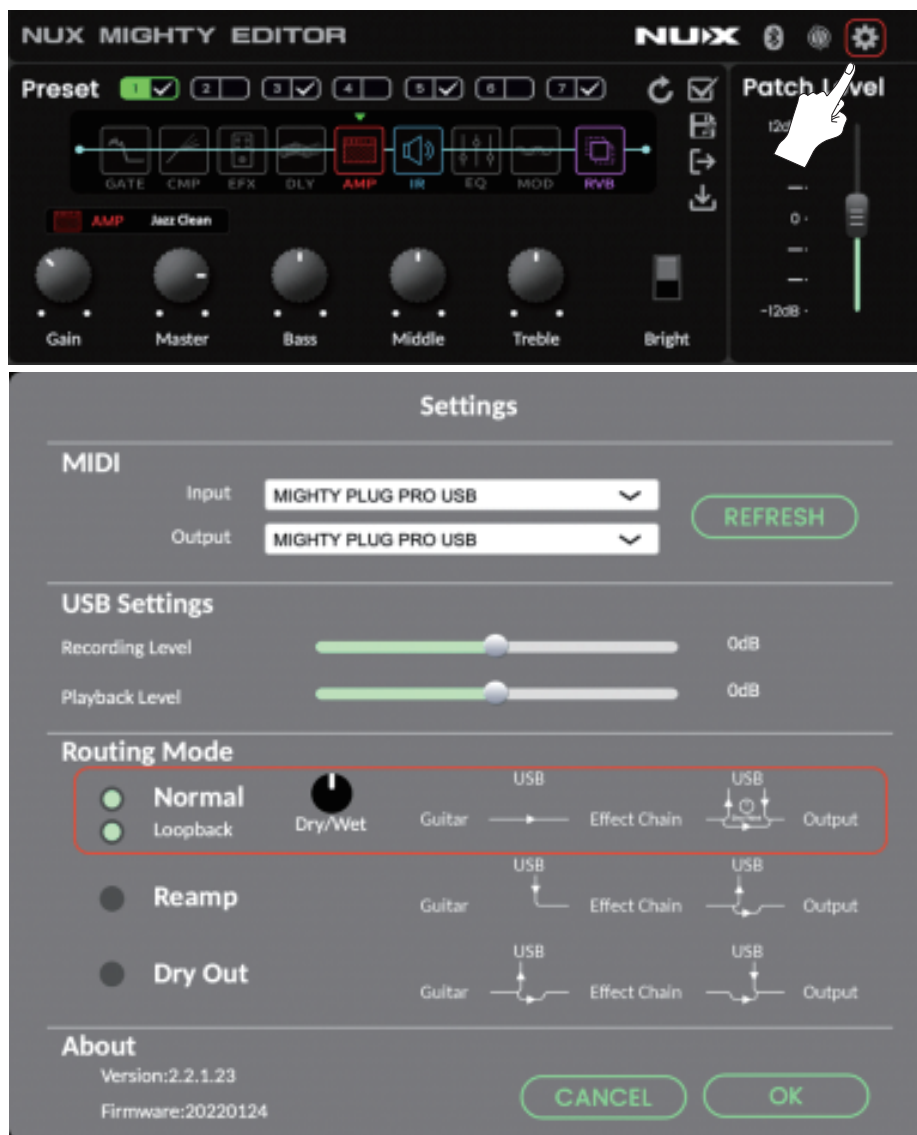 NUX MIGHTY EDITOR
NUX
Preset 1 2 3 4 5 6 7
Patch Level
GATE CMP EFX DLY AMP IR EQ MOD RVB
AMP Jazz Clean
0
-12dB
Gain Master Bass Middle Treble Bright
Settings
MIDI
Input MIGHTY PLUG PRO USB
REFRESH
Output MIGHTY PLUG PRO USB
USB Settings
Recording Level 0dB
Playback Level 0dB
Routing Mode
USB USB
Normal
Loopback Dry/Wet Guitar Effect Chain Output
USB USB
Reamp
Guitar Effect Chain Output
USB USB
Dry Out
Guitar Effect Chain Output
About
Version:2.2.1.23
CANCEL OK
Firmware:20220124